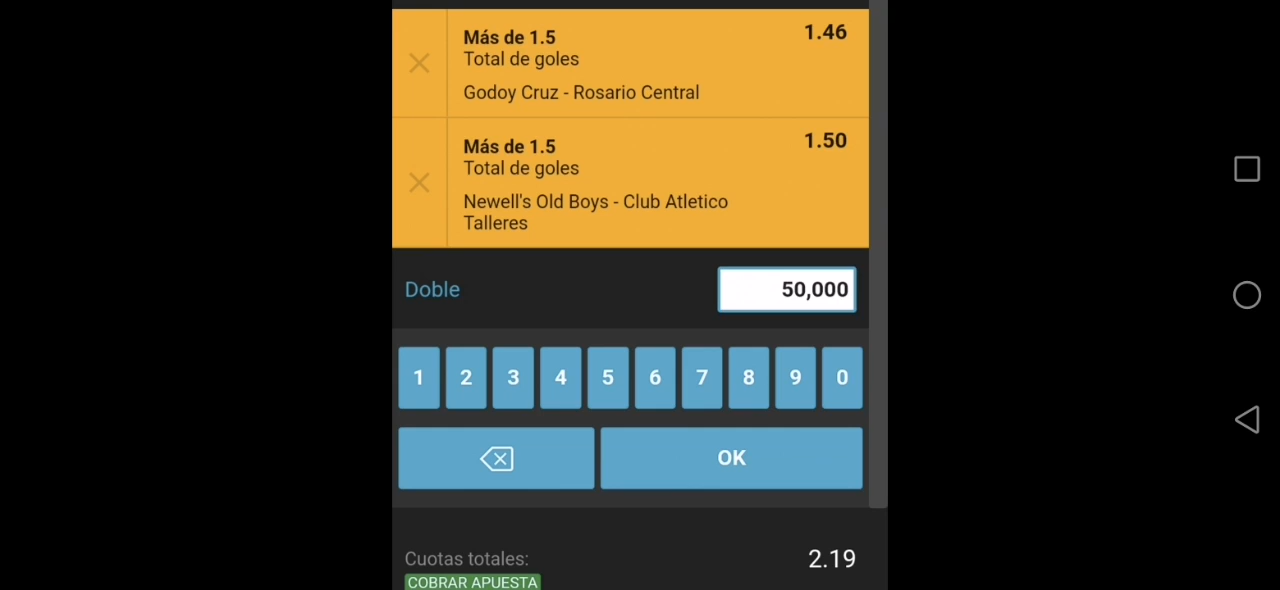 Más de 1.5 1.46
Total de goles
Godoy Cruz - Rosario Central
Más de 1.5 1.50
Total de goles
Newell's Old Boys - Club Atletico
Talleres
Doble 50,000
1 2 3 4 5 6 7 8 9 0
OK
Cuotas totales: 2.19
COBRAR APUESTA